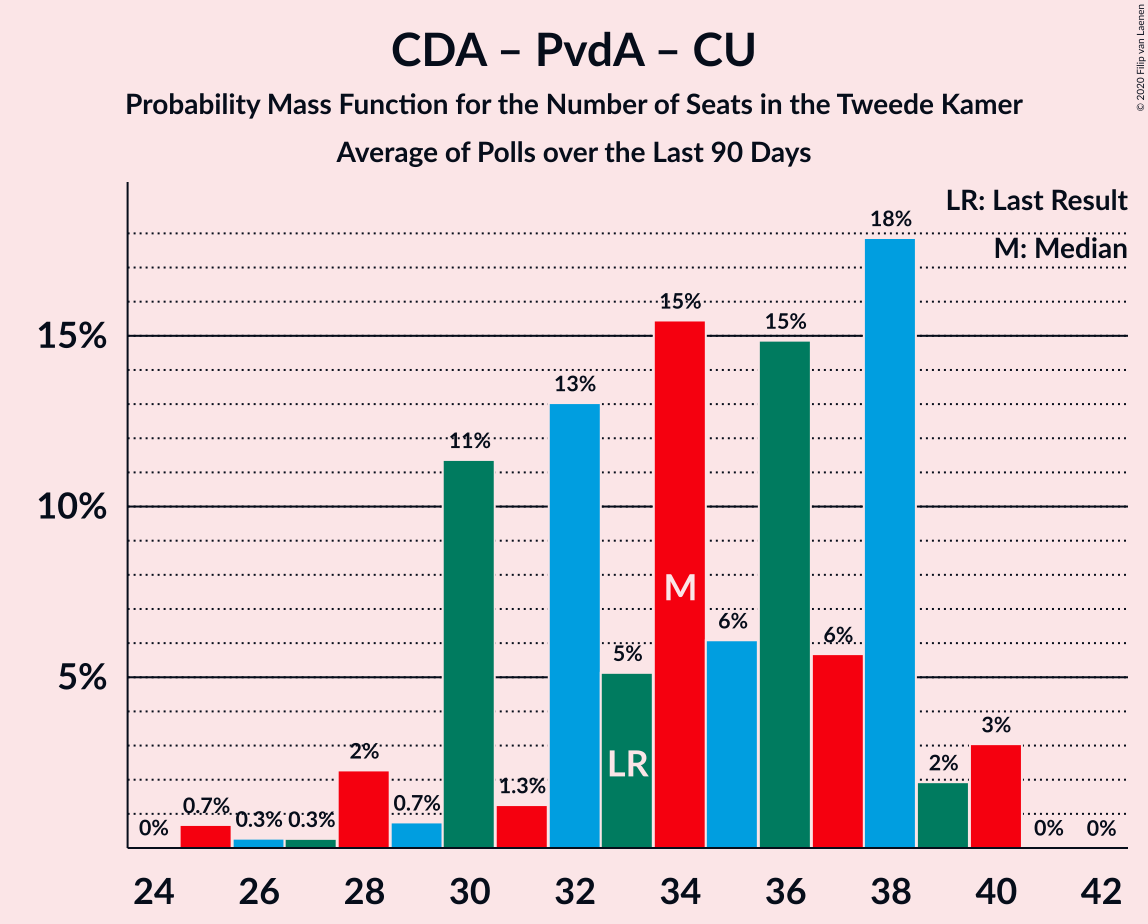 CDA – PvdA – CU
Probability Mass Function for the Number of Seats in the Tweede Kamer
Average of Polls over the Last 90 Days
© 2020 Filip van Laenen
LR: Last Result
M: Median
18%
15%
15%
15%
13%
11%
10%
M
6%
6%
5%
5%
LR
3%
2%
2%
1.3%
0.7%
0.7%
0.3%
0.3%
0%
0%
0%
24 26 28 30 32 34 36 38 40 42